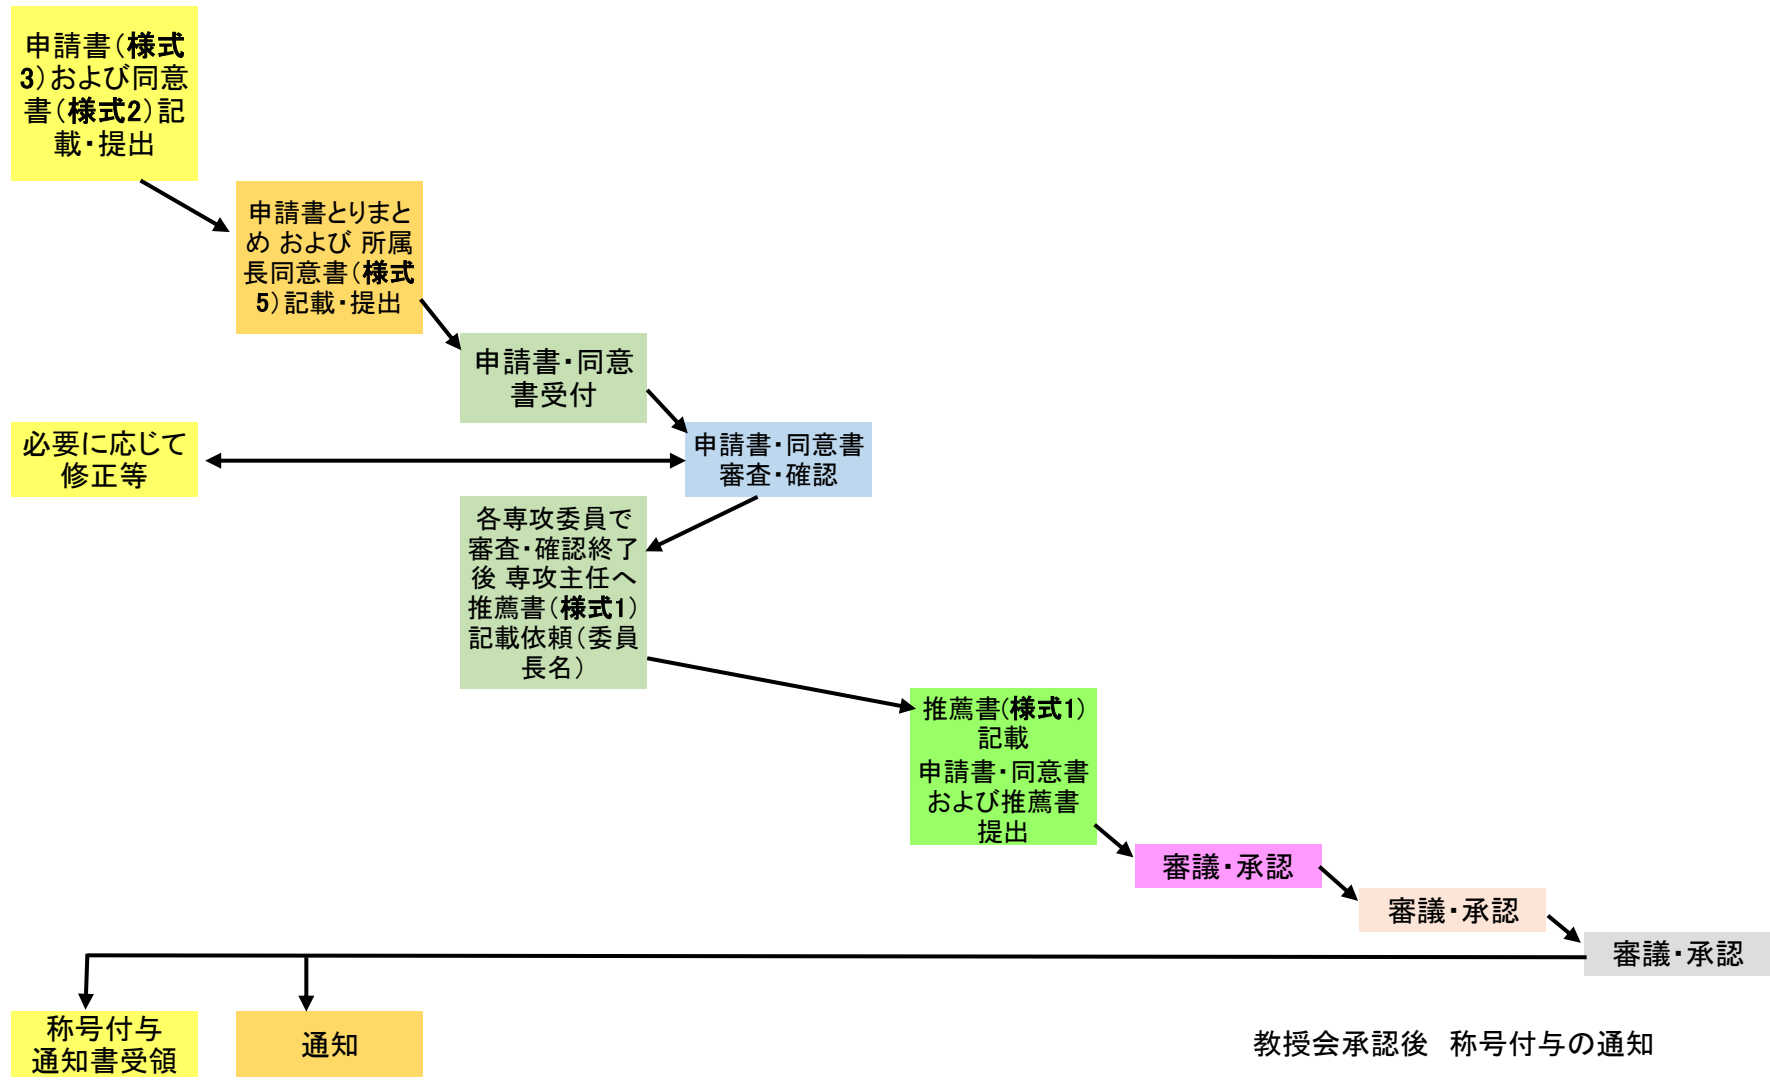 申請書（様式
3）および同意
書（様式2）記
載・提出
申請書とりまと
め および 所属
長同意書（様式
5）記載・提出
申請書・同意
書受付
必要に応じて
修正等
申請書・同意書
審査・確認
各専攻委員で
審査・確認終了
後 専攻主任へ
推薦書（様式1）
記載依頼（委員
長名）
推薦書（様式1）
記載
申請書・同意書
および推薦書
提出
審議・承認
審議・承認
審議・承認
称号付与
通知書受領
通知
教授会承認後　称号付与の通知